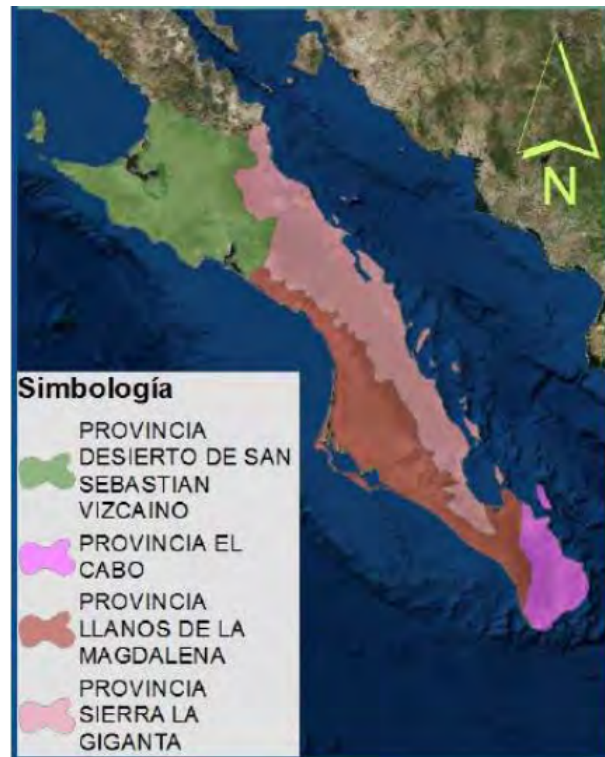 N
Simbología
PROVINCIA
DESIERTO DE SAN
SEBASTIAN
VIZCAINO
PROVINCIA EL
CABO
PROVINCIA
LLANOS DE LA
MAGDALENA
PROVINCIA
SIERRA LA
GIGANTA